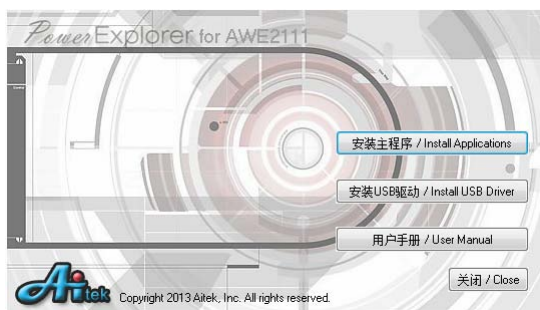 PowerExplorer for AWE2111
安装主程序 / Install Applications
安装USB驱动 / Install USB Driver
用户手册 / User Manual
关闭 / Close
Aitek Copyright 2013 Aitek, Inc. All rights reserved.